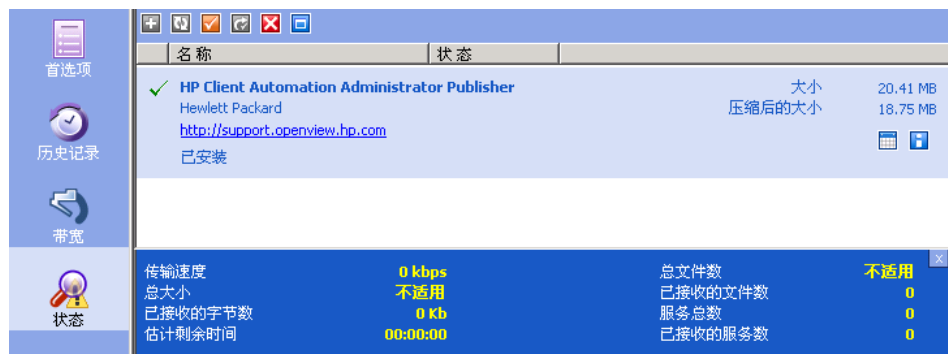 首选项
历史记录
带宽
状态
名称 状态
HP Client Automation Administrator Publisher 大小 20.41 MB
Hewlett Packard 压缩后的大小 18.75 MB
http://support.openview.hp.com
已安装
传输速度 0 kbps 总文件数 不适用
总大小 不适用 已接收的文件数 0
已接收的字节数 0 Kb 服务总数 0
估计剩余时间 00:00:00 已接收的服务数 0